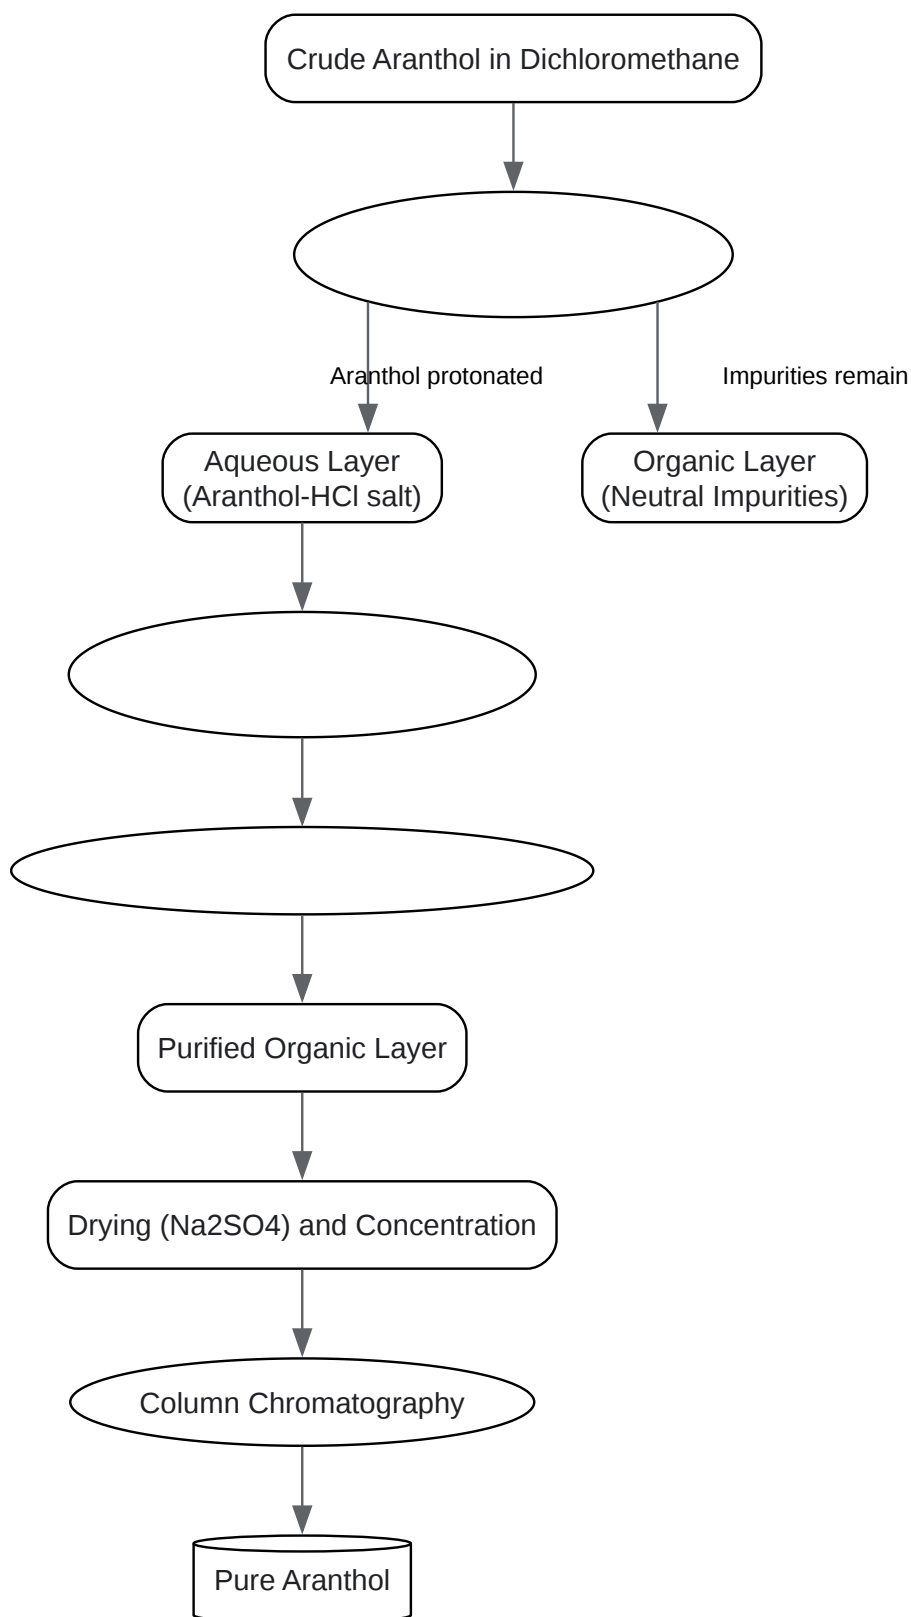 Crude Aranthol in Dichloromethane
Aranthol protonated
Impurities remain
Aqueous Layer
(Aranthol-HCl salt)
Organic Layer
(Neutral Impurities)
Purified Organic Layer
Drying (Na2SO4) and Concentration
Column Chromatography
Pure Aranthol